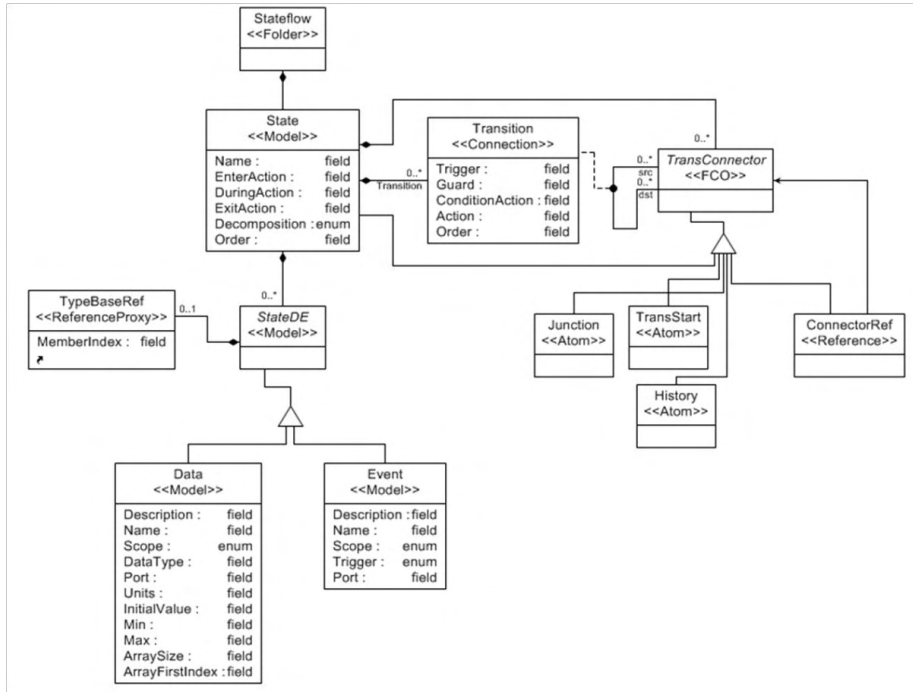 Stateflow
<<Folder>>
State
<<Model>>
Name : field
EnterAction : field
DuringAction : field
ExitAction : field
Decomposition : enum
Order : field
0..*
Transition
Transition
<<Connection>>
Trigger : field
Guard : field
ConditionAction : field
Action : field
Order : field
0..*
0..*
src
0..*
dst
TransConnector
<<FCO>>
TypeBaseRef
<<ReferenceProxy>>
MemberIndex : field
0..1
0..*
StateDE
<<Model>>
Junction
<<Atom>>
TransStart
<<Atom>>
ConnectorRef
<<Reference>>
History
<<Atom>>
Data
<<Model>>
Description : field
Name : field
Scope : enum
DataType : field
Port : field
Units : field
InitialValue : field
Min : field
Max : field
ArraySize : field
ArrayFirstIndex : field
Event
<<Model>>
Description : field
Name : field
Scope : enum
Trigger : enum
Port : field